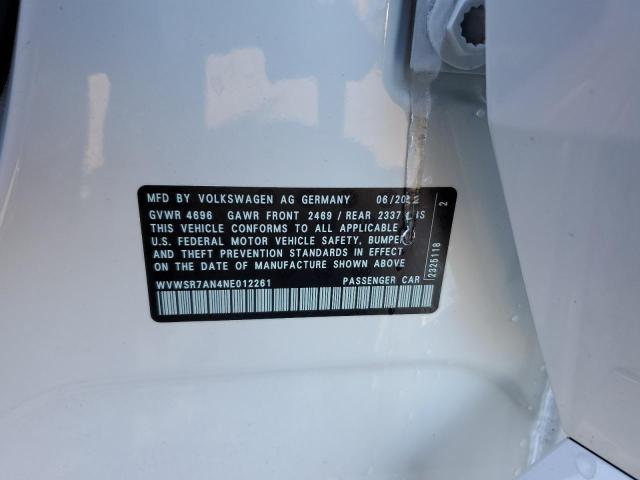 MFD BY VOLKSWAGEN AG GERMANY
GVWR 4696 GAWR FRONT 2469 / REAR 2337
THIS VEHICLE CONFORMS TO ALL APPLICABLE
U.S. FEDERAL MOTOR VEHICLE SAFETY, BUMPER
AND THEFT PREVENTION STANDARDS IN EFFECT
ON THE DATE OF MANUFACTURE SHOWN ABOVE.
WVWSR7AN4NE012261 PASSENGER CAR
2325118 2